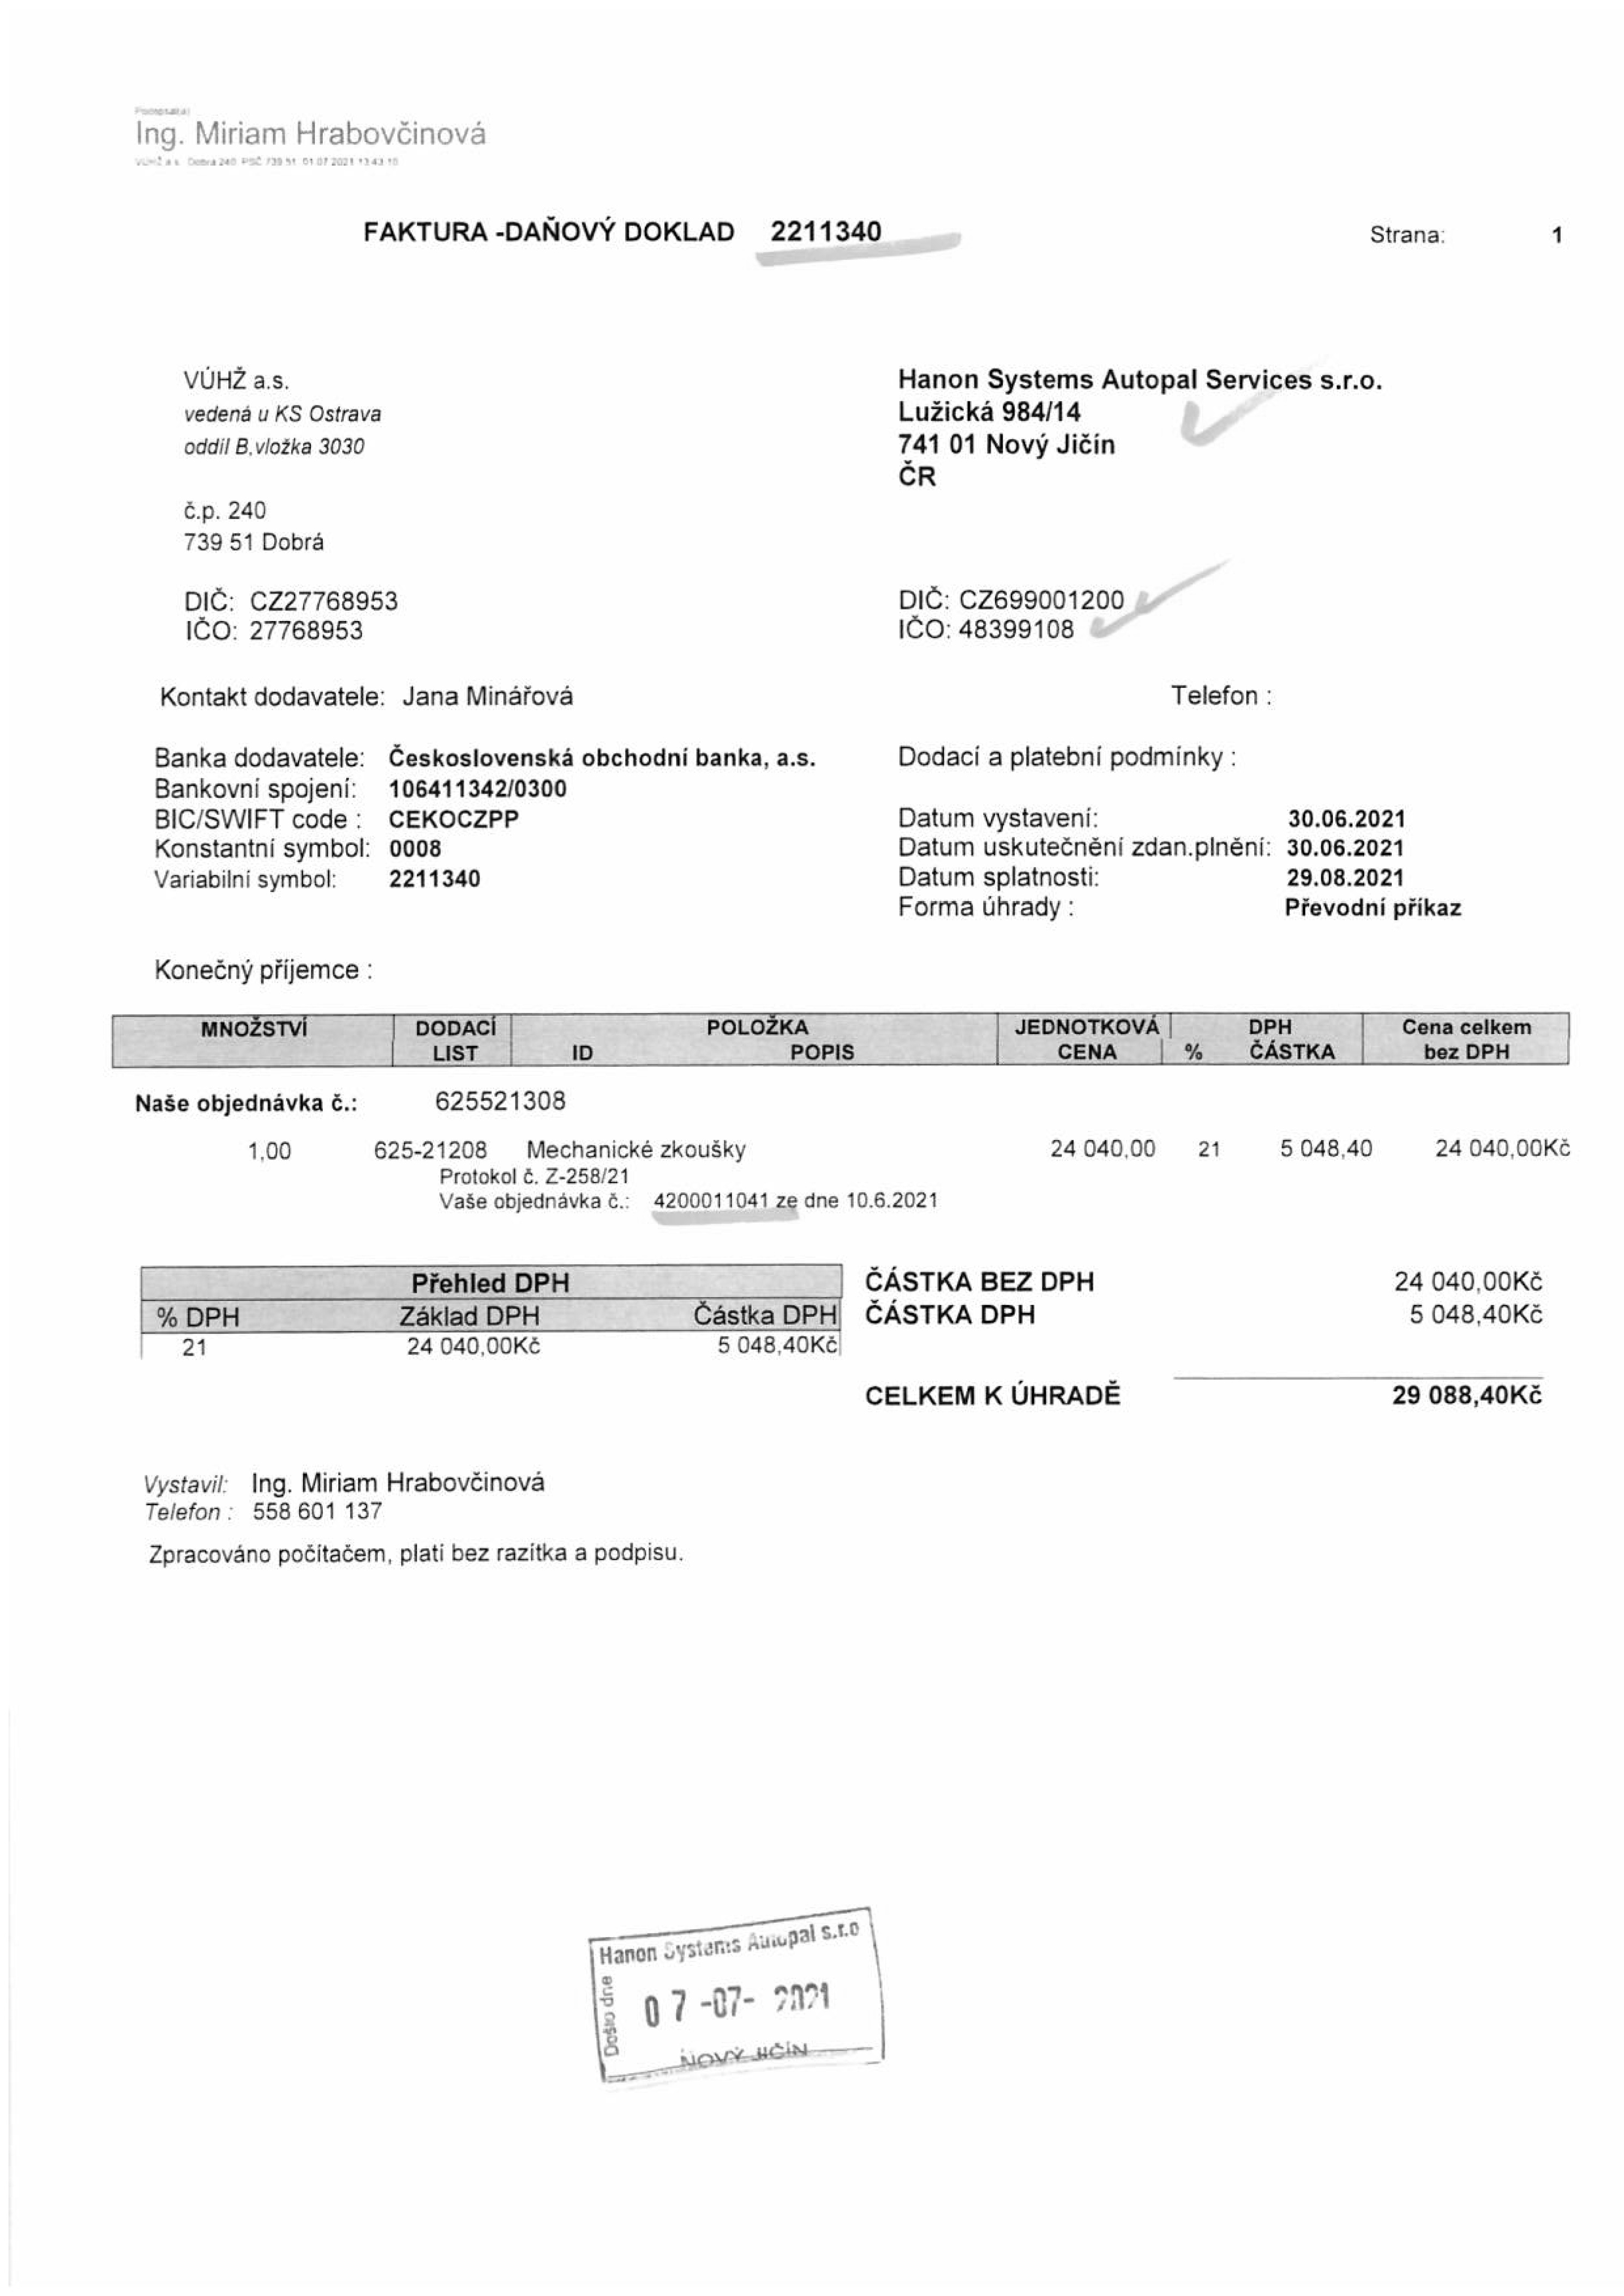 Ing. Miriam Hrabovčinová
VÚHŽ a.s. Dobrá 240 PSČ 739 51 01.07.2021 13:43:10
FAKTURA -DAŇOVÝ DOKLAD 2211340
Strana: 1
VÚHŽ a.s.
vedená u KS Ostrava
oddíl B,vložka 3030
č.p. 240
739 51 Dobrá
DIČ: CZ27768953
IČO: 27768953
Hanon Systems Autopal Services s.r.o.
Lužická 984/14
741 01 Nový Jičín
ČR
DIČ: CZ699001200
IČO: 48399108
Kontakt dodavatele: Jana Minářová
Telefon :
Banka dodavatele: Československá obchodní banka, a.s.
Bankovní spojení: 106411342/0300
BIC/SWIFT code : CEKOCZPP
Konstantní symbol: 0008
Variabilní symbol: 2211340
Dodací a platební podmínky :
Datum vystavení: 30.06.2021
Datum uskutečnění zdan.plnění: 30.06.2021
Datum splatnosti: 29.08.2021
Forma úhrady : Převodní příkaz
Konečný příjemce :
MNOŽSTVÍ DODACÍ POLOŽKA JEDNOTKOVÁ DPH Cena celkem
LIST ID POPIS CENA % ČÁSTKA bez DPH
Naše objednávka č.: 625521308
1,00 625-21208 Mechanické zkoušky 24 040,00 21 5 048,40 24 040,00Kč
Protokol č. Z-258/21
Vaše objednávka č.: 4200011041 ze dne 10.6.2021
Přehled DPH
% DPH Základ DPH Částka DPH
21 24 040,00Kč 5 048,40Kč
ČÁSTKA BEZ DPH 24 040,00Kč
ČÁSTKA DPH 5 048,40Kč
CELKEM K ÚHRADĚ 29 088,40Kč
Vystavil: Ing. Miriam Hrabovčinová
Telefon : 558 601 137
Zpracováno počítačem, platí bez razítka a podpisu.
Hanon Systems Autopal s.r.o
Došlo dne
07 -07- 2021
NOVÝ JIČÍN